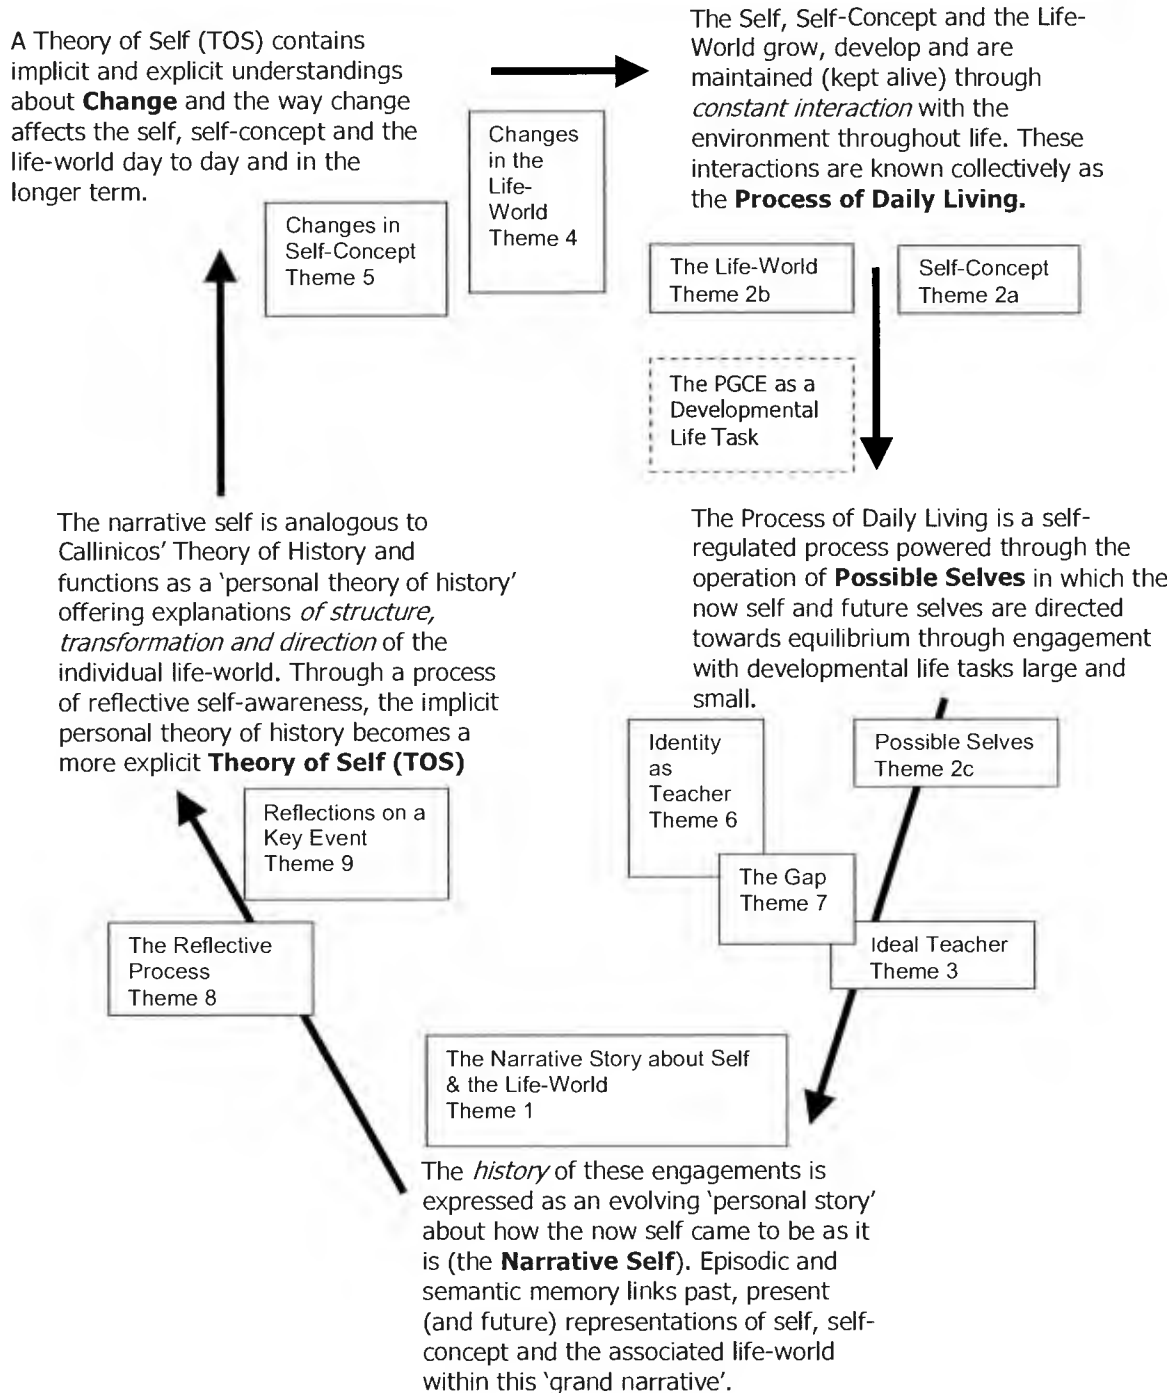 A Theory of Self (TOS) contains
implicit and explicit understandings
about Change and the way change
affects the self, self-concept and the
life-world day to day and in the
longer term.
The Self, Self-Concept and the Life-
World grow, develop and are
maintained (kept alive) through
constant interaction with the
environment throughout life. These
interactions are known collectively as
the Process of Daily Living.
Changes
in the
Life-
World
Theme 4
Changes in
Self-Concept
Theme 5
The Life-World
Theme 2b
Self-Concept
Theme 2a
The PGCE as a
Developmental
Life Task
The Process of Daily Living is a self-
regulated process powered through the
operation of Possible Selves in which the
now self and future selves are directed
towards equilibrium through engagement
with developmental life tasks large and
small.
Identity
as
Teacher
Theme 6
Possible Selves
Theme 2c
The Gap
Theme 7
Ideal Teacher
Theme 3
The Narrative Story about Self
& the Life-World
Theme 1
The history of these engagements is
expressed as an evolving ‘personal story’
about how the now self came to be as it
is (the Narrative Self). Episodic and
semantic memory links past, present
(and future) representations of self, self-
concept and the associated life-world
within this ‘grand narrative’.
The Reflective
Process
Theme 8
Reflections on a
Key Event
Theme 9
The narrative self is analogous to
Callinicos’ Theory of History and
functions as a ‘personal theory of history’
offering explanations of structure,
transformation and direction of the
individual life-world. Through a process
of reflective self-awareness, the implicit
personal theory of history becomes a
more explicit Theory of Self (TOS)